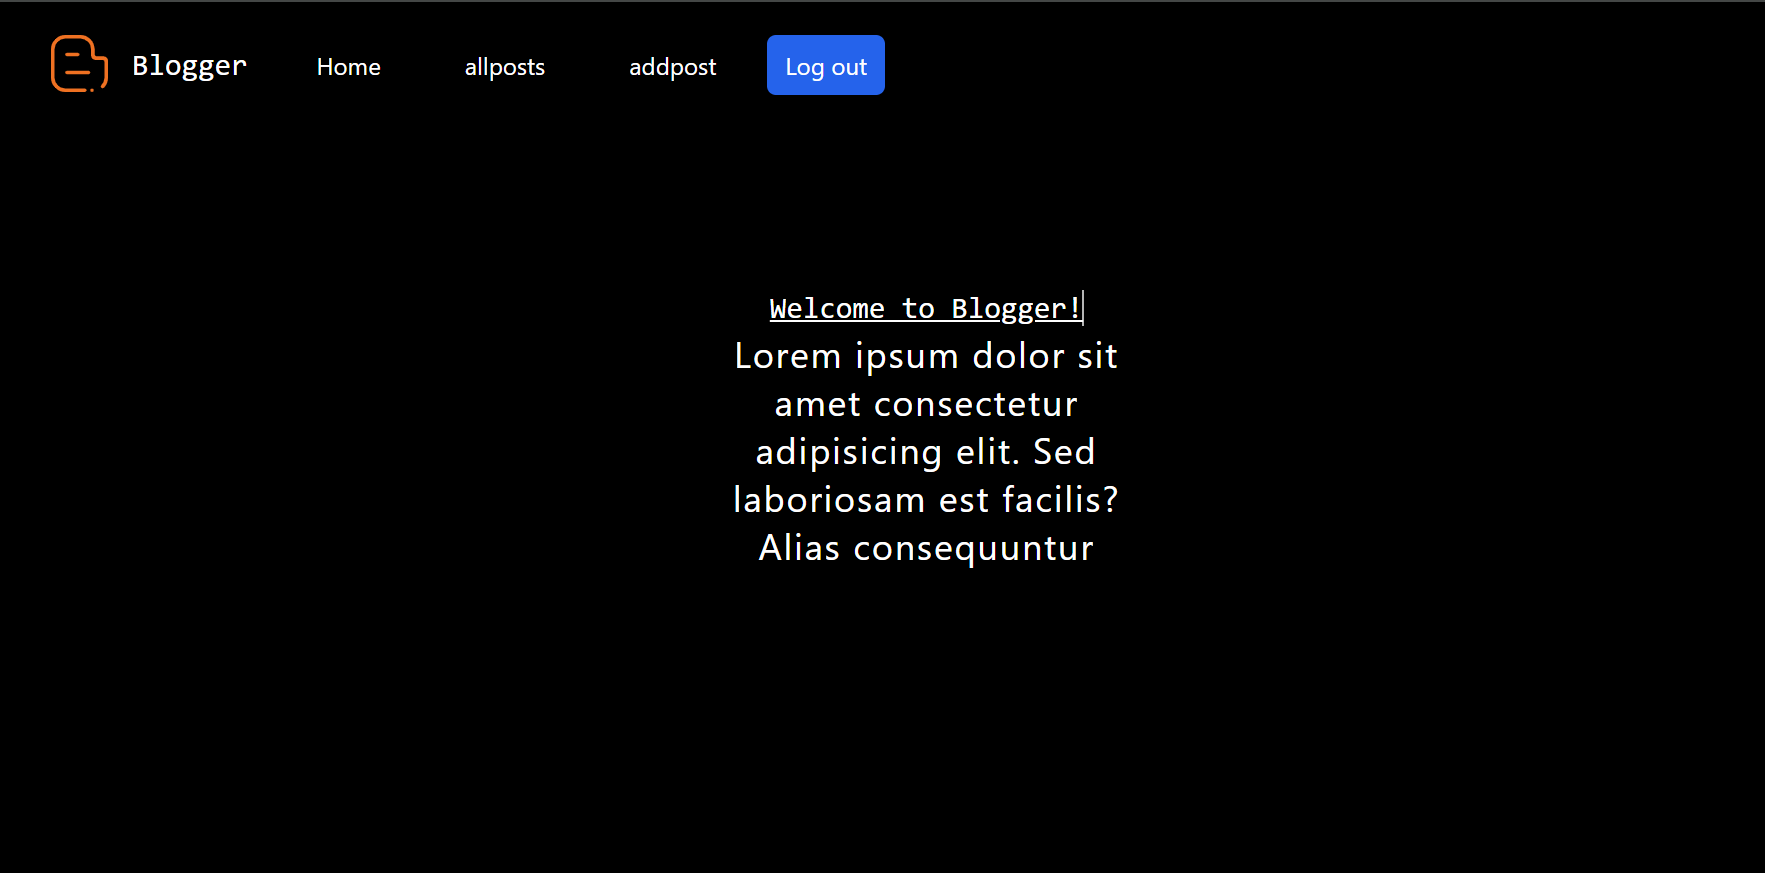 Blogger Home allposts addpost Log out
Welcome to Blogger!
Lorem ipsum dolor sit
amet consectetur
adipisicing elit. Sed
laboriosam est facilis?
Alias consequuntur